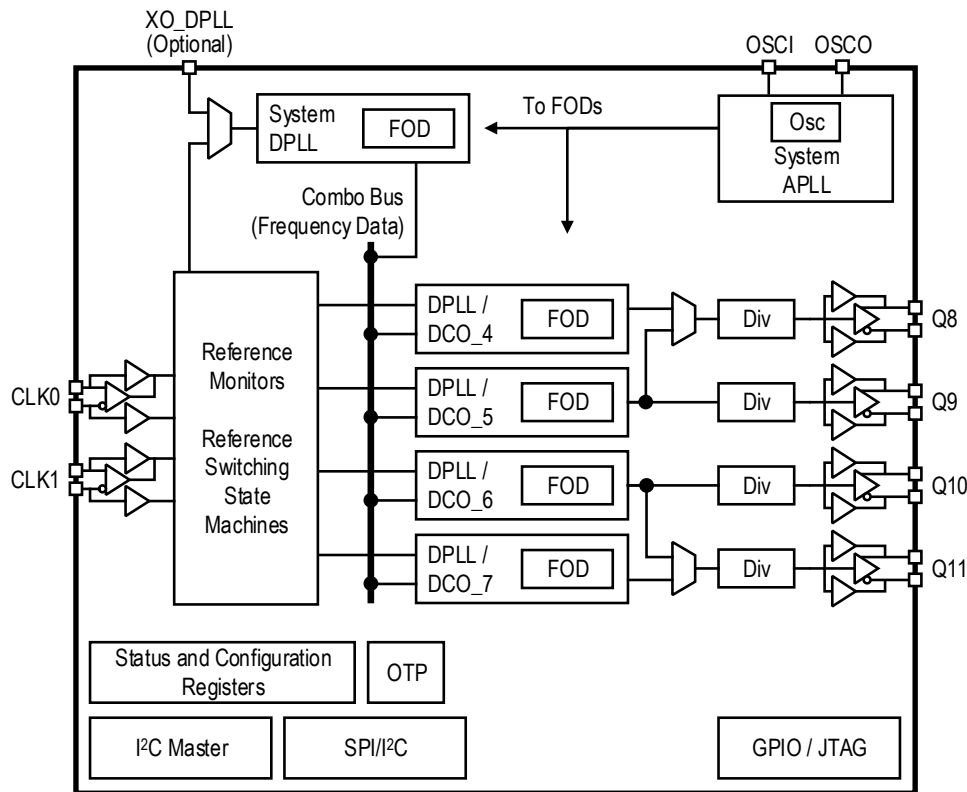 XO_DPLL
(Optional)
OSCI
OSCO
System
DPLL
FOD
To FODs
Osc
System
APLL
Combo Bus
(Frequency Data)
DPLL /
DCO_4
FOD
Div
Q8
Reference
Monitors
Reference
Switching
State
Machines
CLK0
CLK1
DPLL /
DCO_5
FOD
Div
Q9
DPLL /
DCO_6
FOD
Div
Q10
DPLL /
DCO_7
FOD
Div
Q11
Status and Configuration
Registers
OTP
I²C Master
SPI/I²C
GPIO / JTAG